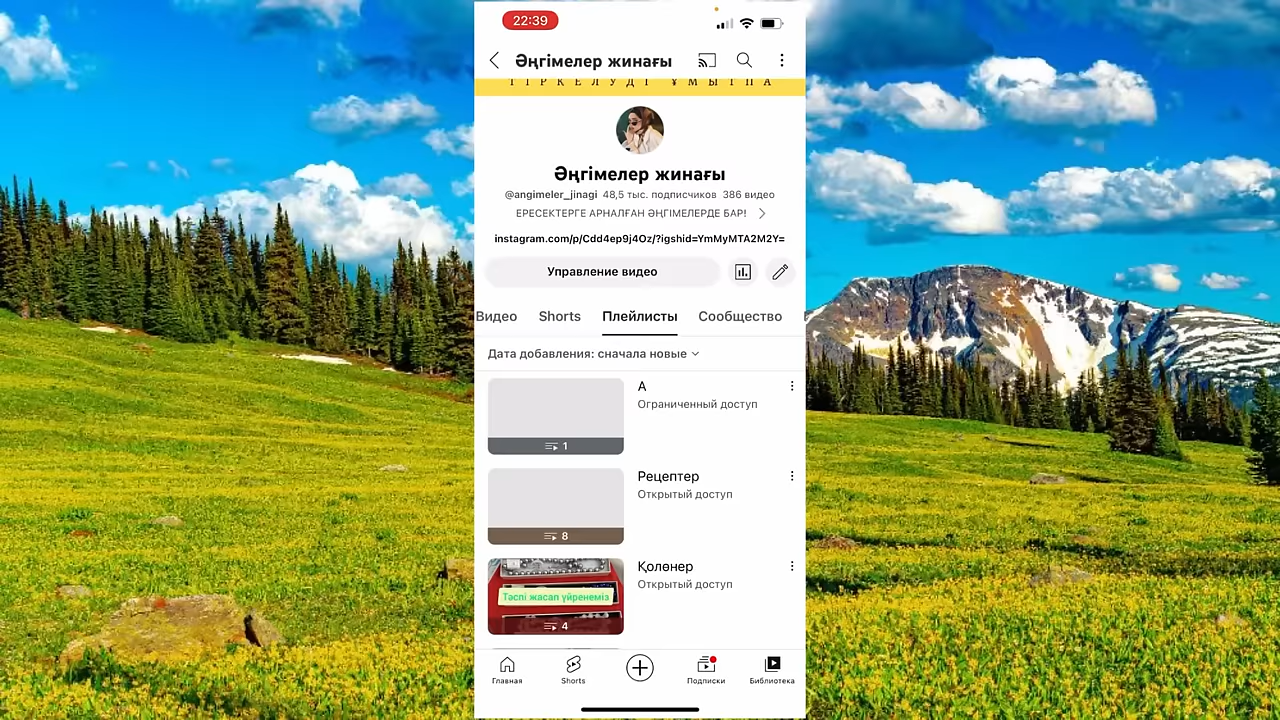 22:39
Әңгімелер жинағы
ТІРКЕЛУДІ ҰМЫТПА
Әңгімелер жинағы
@angimeler_jinagi 48,5 тыс. подписчиков 386 видео
ЕРЕСЕКТЕРГЕ АРНАЛҒАН ӘҢГІМЕЛЕРДЕ БАР!
instagram.com/p/Cdd4ep9j4Oz/?igshid=YmMyMTA2M2Y=
Управление видео
Видео Shorts Плейлисты Сообщество
Дата добавления: сначала новые
А
Ограниченный доступ
1
Рецептер
Открытый доступ
8
Қолөнер
Открытый доступ
Тәспі жасап үйренеміз
4
Главная Shorts Подписки Библиотека